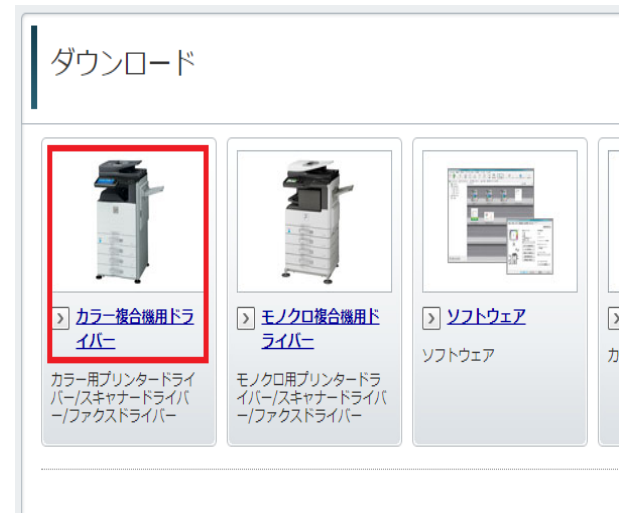 ダウンロード
カラー複合機用ドラ
イバー
カラー用プリンタードライ
バー/スキャナードライバ
ー/ファクスドライバー
モノクロ複合機用ド
ライバー
モノクロ用プリンタードラ
イバー/スキャナードライバ
ー/ファクスドライバー
ソフトウェア
ソフトウェア
カ